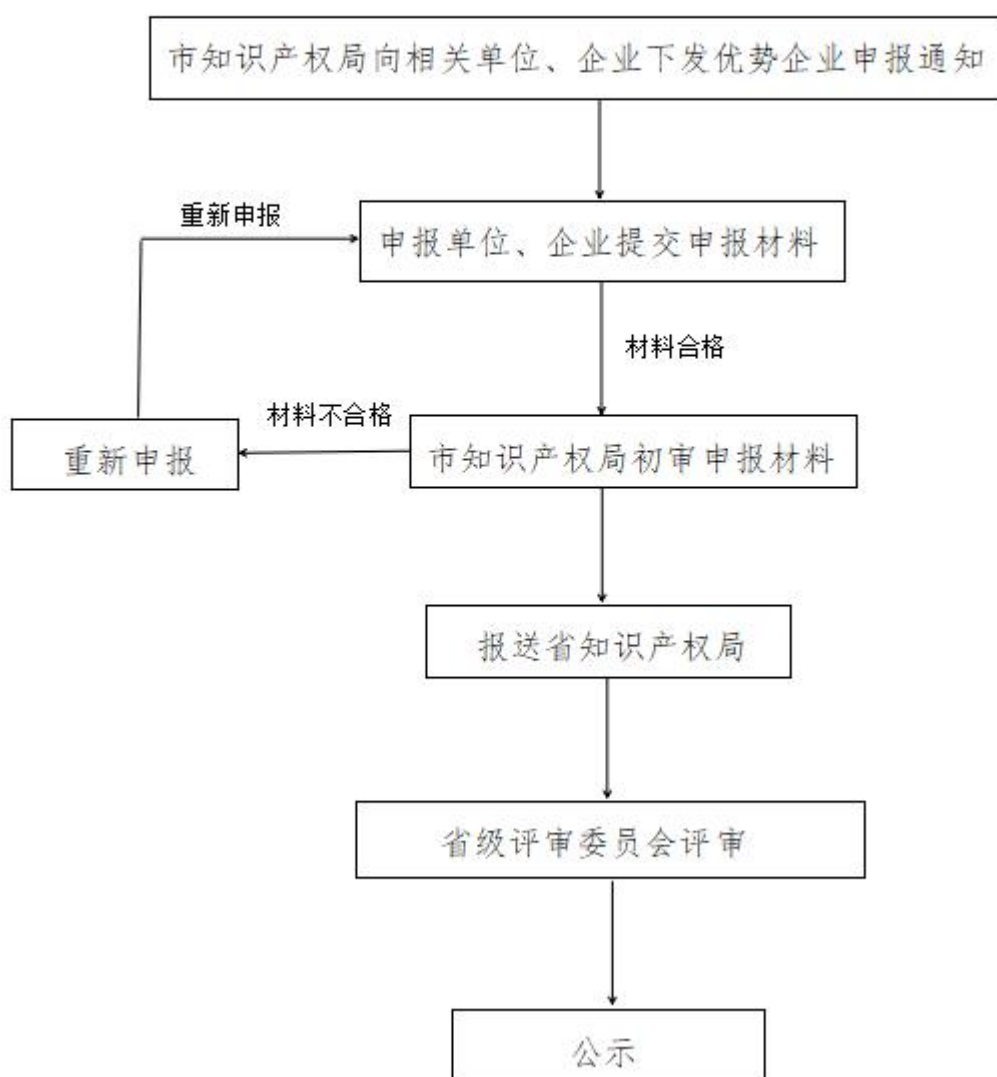 市知识产权局向相关单位、企业下发优势企业申报通知
重新申报
申报单位、企业提交申报材料
材料合格
材料不合格
重新申报
市知识产权局初审申报材料
报送省知识产权局
省级评审委员会评审
公示